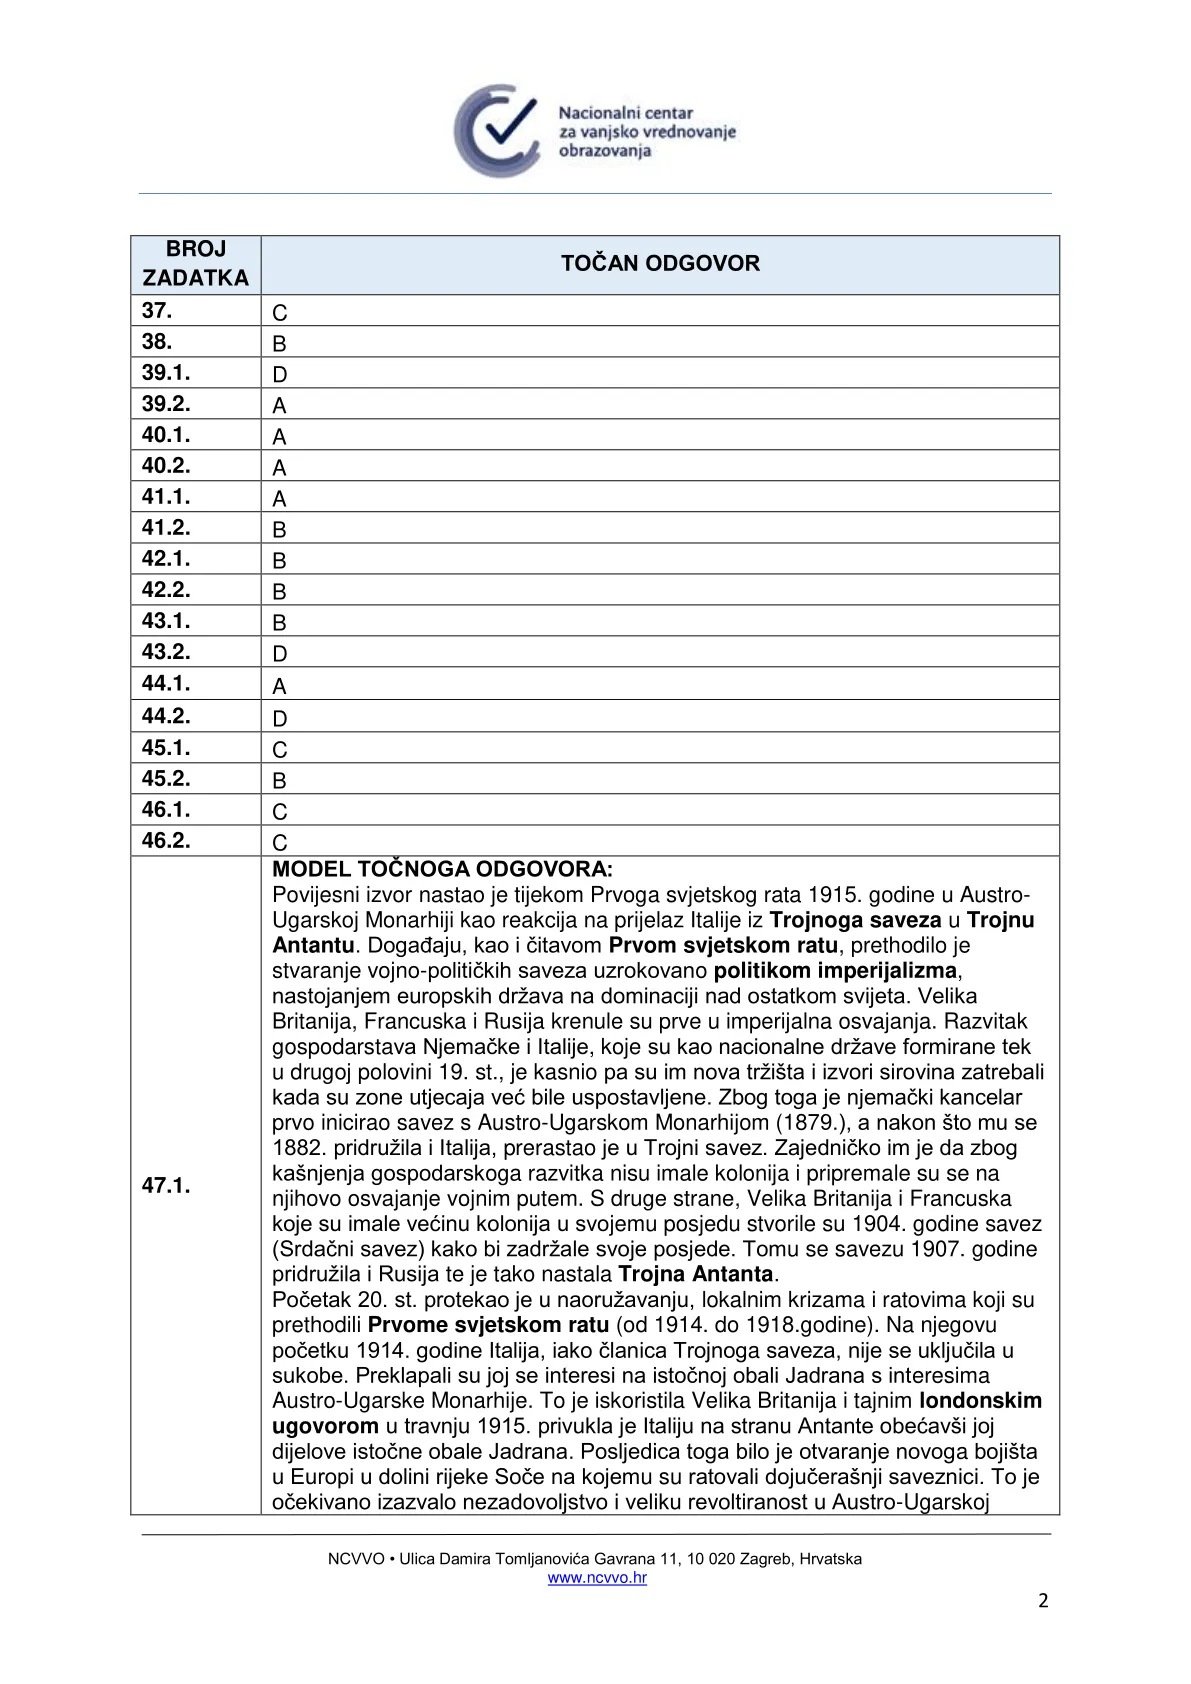 Nacionalni centar
za vanjsko vrednovanje
obrazovanja
BROJ
ZADATKA
TOČAN ODGOVOR
37.
C
38.
B
39.1.
D
39.2.
A
40.1.
A
40.2.
A
41.1.
A
41.2.
B
42.1.
B
42.2.
B
43.1.
B
43.2.
D
44.1.
A
44.2.
D
45.1.
C
45.2.
B
46.1.
C
46.2.
C
47.1.
MODEL TOČNOGA ODGOVORA:
Povijesni izvor nastao je tijekom Prvoga svjetskog rata 1915. godine u Austro-
Ugarskoj Monarhiji kao reakcija na prijelaz Italije iz Trojnoga saveza u Trojnu
Antantu. Događaju, kao i čitavom Prvom svjetskom ratu, prethodilo je
stvaranje vojno-političkih saveza uzrokovano politikom imperijalizma,
nastojanjem europskih država na dominaciji nad ostatkom svijeta. Velika
Britanija, Francuska i Rusija krenule su prve u imperijalna osvajanja. Razvitak
gospodarstava Njemačke i Italije, koje su kao nacionalne države formirane tek
u drugoj polovini 19. st., je kasnio pa su im nova tržišta i izvori sirovina zatrebali
kada su zone utjecaja već bile uspostavljene. Zbog toga je njemački kancelar
prvo inicirao savez s Austro-Ugarskom Monarhijom (1879.), a nakon što mu se
1882. pridružila i Italija, prerastao je u Trojni savez. Zajedničko im je da zbog
kašnjenja gospodarskoga razvitka nisu imale kolonija i pripremale su se na
njihovo osvajanje vojnim putem. S druge strane, Velika Britanija i Francuska
koje su imale većinu kolonija u svojemu posjedu stvorile su 1904. godine savez
(Srdačni savez) kako bi zadržale svoje posjede. Tomu se savezu 1907. godine
pridružila i Rusija te je tako nastala Trojna Antanta.
Početak 20. st. protekao je u naoružavanju, lokalnim krizama i ratovima koji su
prethodili Prvome svjetskom ratu (od 1914. do 1918.godine). Na njegovu
početku 1914. godine Italija, iako članica Trojnoga saveza, nije se uključila u
sukobe. Preklapali su joj se interesi na istočnoj obali Jadrana s interesima
Austro-Ugarske Monarhije. To je iskoristila Velika Britanija i tajnim londonskim
ugovorom u travnju 1915. privukla je Italiju na stranu Antante obećavši joj
dijelove istočne obale Jadrana. Posljedica toga bilo je otvaranje novoga bojišta
u Europi u dolini rijeke Soče na kojemu su ratovali dojučerašnji saveznici. To je
očekivano izazvalo nezadovoljstvo i veliku revoltiranost u Austro-Ugarskoj
NCVVO • Ulica Damira Tomljanovića Gavrana 11, 10 020 Zagreb, Hrvatska
www.ncvvo.hr
2